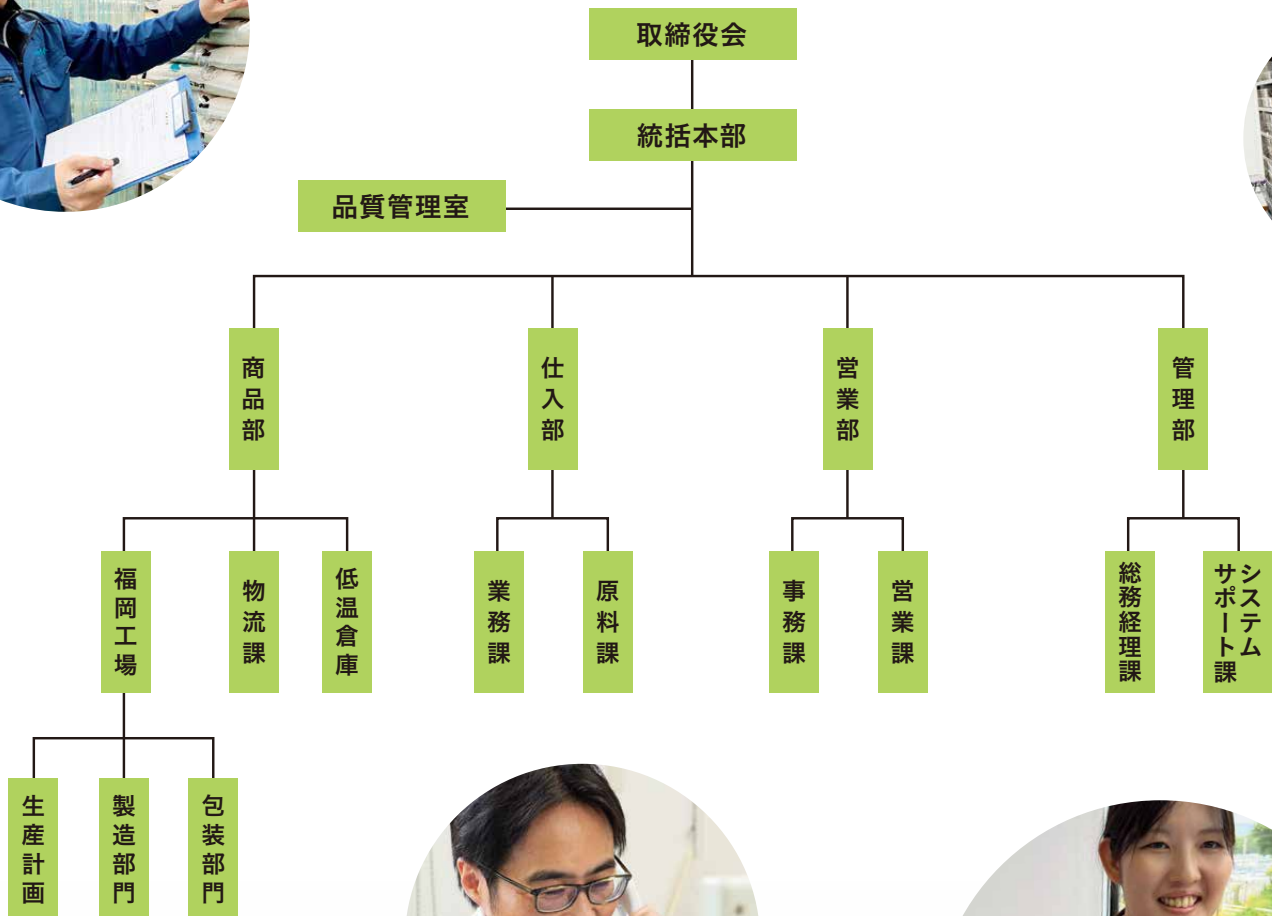 取締役会
統括本部
品質管理室
商品部
仕入部
営業部
管理部
福岡工場
物流課
低温倉庫
業務課
原料課
事務課
営業課
総務経理課
システム
サポート課
生産計画
製造部門
包装部門